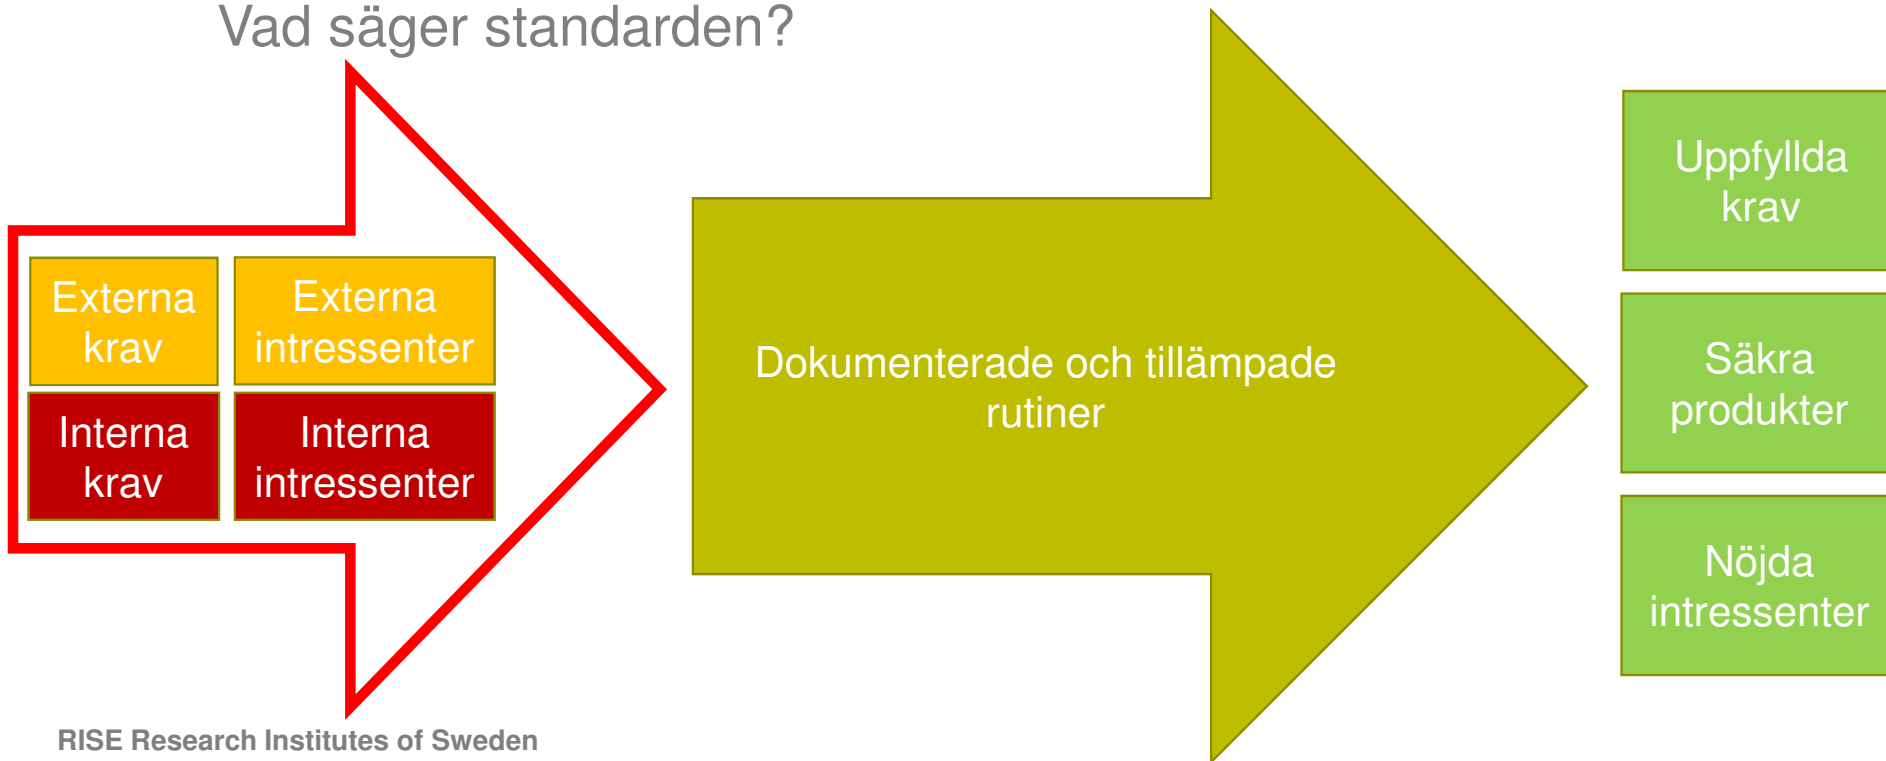 Vad säger standarden?
Externa
krav
Externa
intressenter
Interna
krav
Interna
intressenter
Dokumenterade och tillämpade
rutiner
Uppfyllda
krav
Säkra
produkter
Nöjda
intressenter
RISE Research Institutes of Sweden